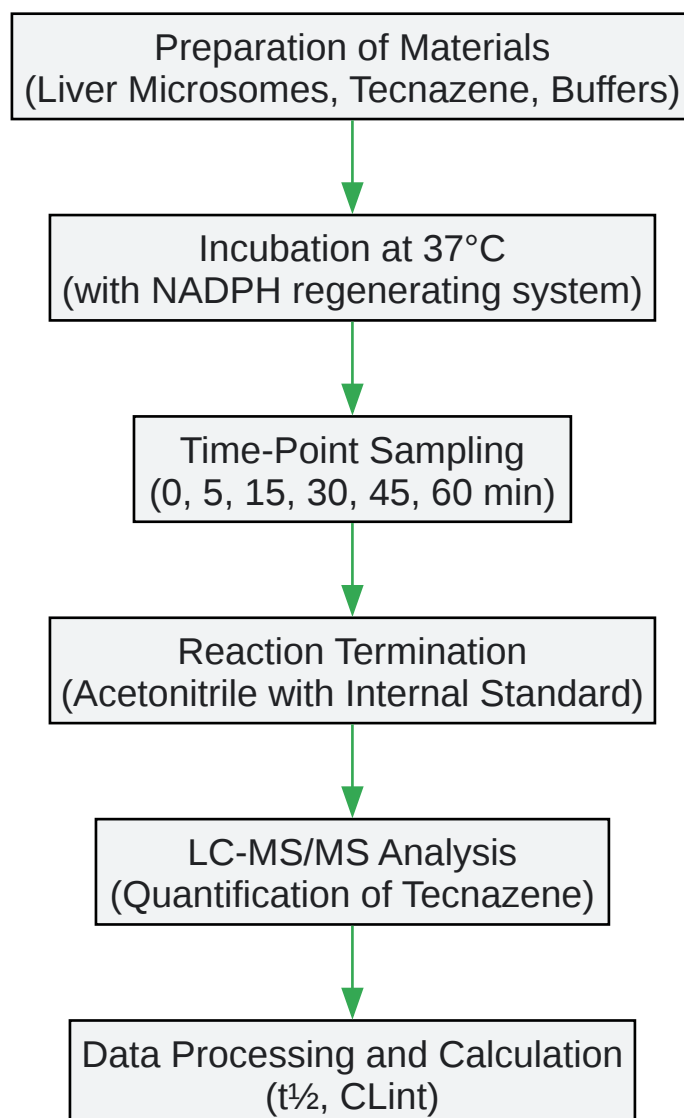 Preparation of Materials
(Liver Microsomes, Tecnazene, Buffers)
Incubation at 37°C
(with NADPH regenerating system)
Time-Point Sampling
(0, 5, 15, 30, 45, 60 min)
Reaction Termination
(Acetonitrile with Internal Standard)
LC-MS/MS Analysis
(Quantification of Tecnazene)
Data Processing and Calculation
(t½, CLint)